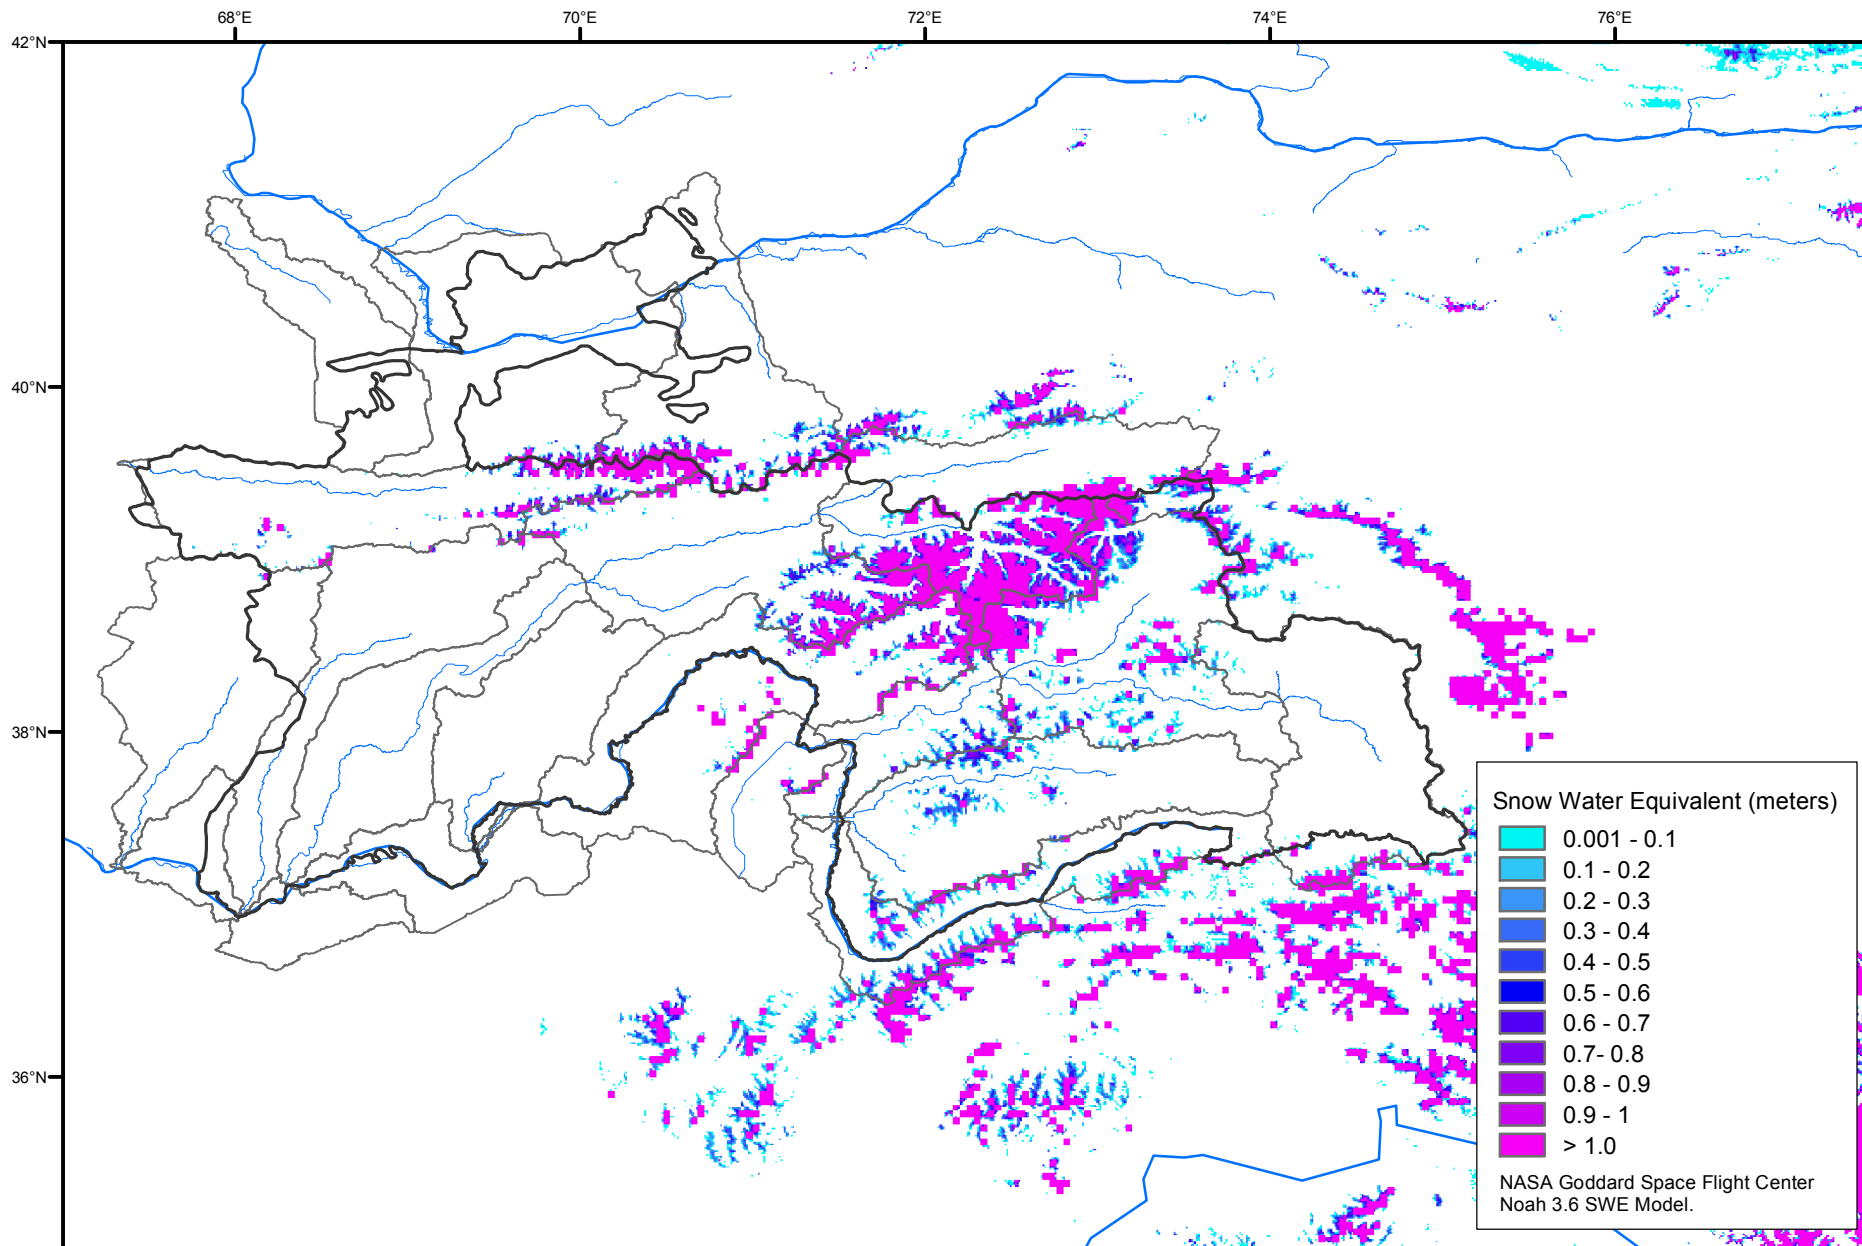 68°E
70°E
72°E
74°E
76°E
42°N
40°N
38°N
36°N
Snow Water Equivalent (meters)
0.001 - 0.1
0.1 - 0.2
0.2 - 0.3
0.3 - 0.4
0.4 - 0.5
0.5 - 0.6
0.6 - 0.7
0.7- 0.8
0.8 - 0.9
0.9 - 1
> 1.0
NASA Goddard Space Flight Center
Noah 3.6 SWE Model.